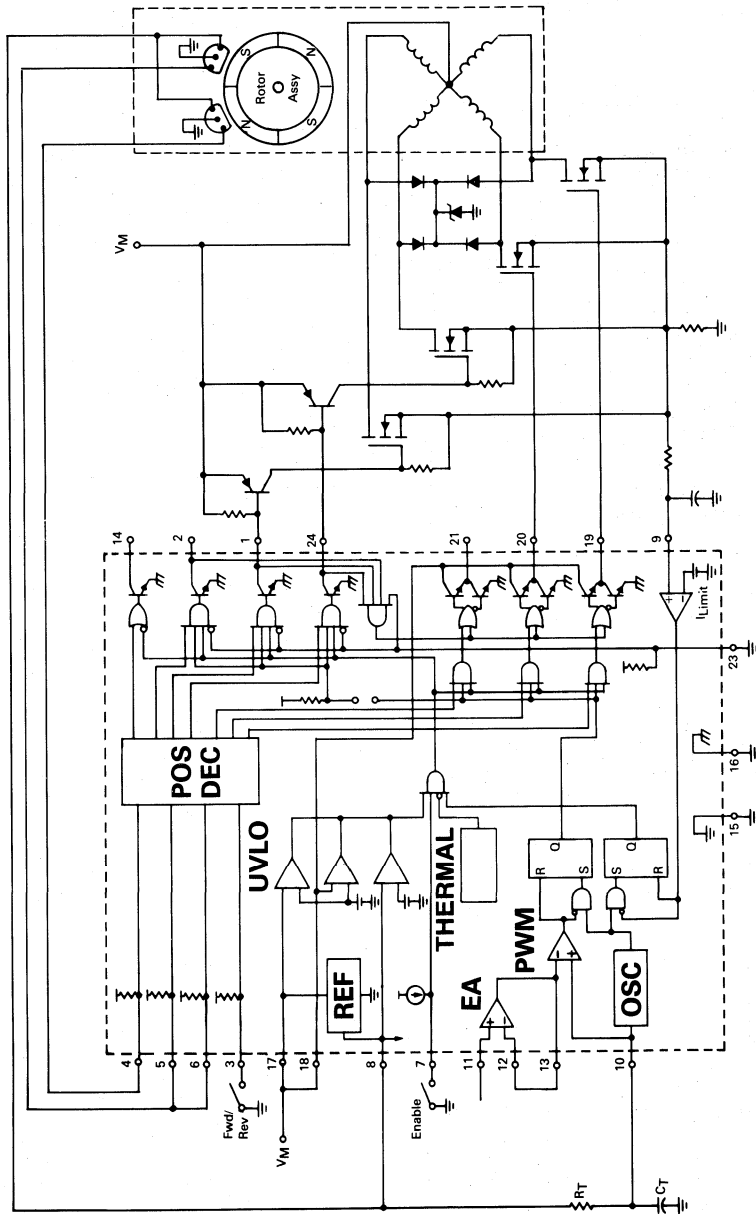 Rotor
Assy
S
N
N
S
VM
14
2
1
24
21
20
19
9
POS
DEC
UVLO
THERMAL
REF
EA
PWM
OSC
R
Q
S
S
Q
R
ILimit
+
−
+
−
−
+
23
16
15
4
5
6
3
17
18
8
7
11
12
13
10
Fwd/
Rev
VM
Enable
RT
CT